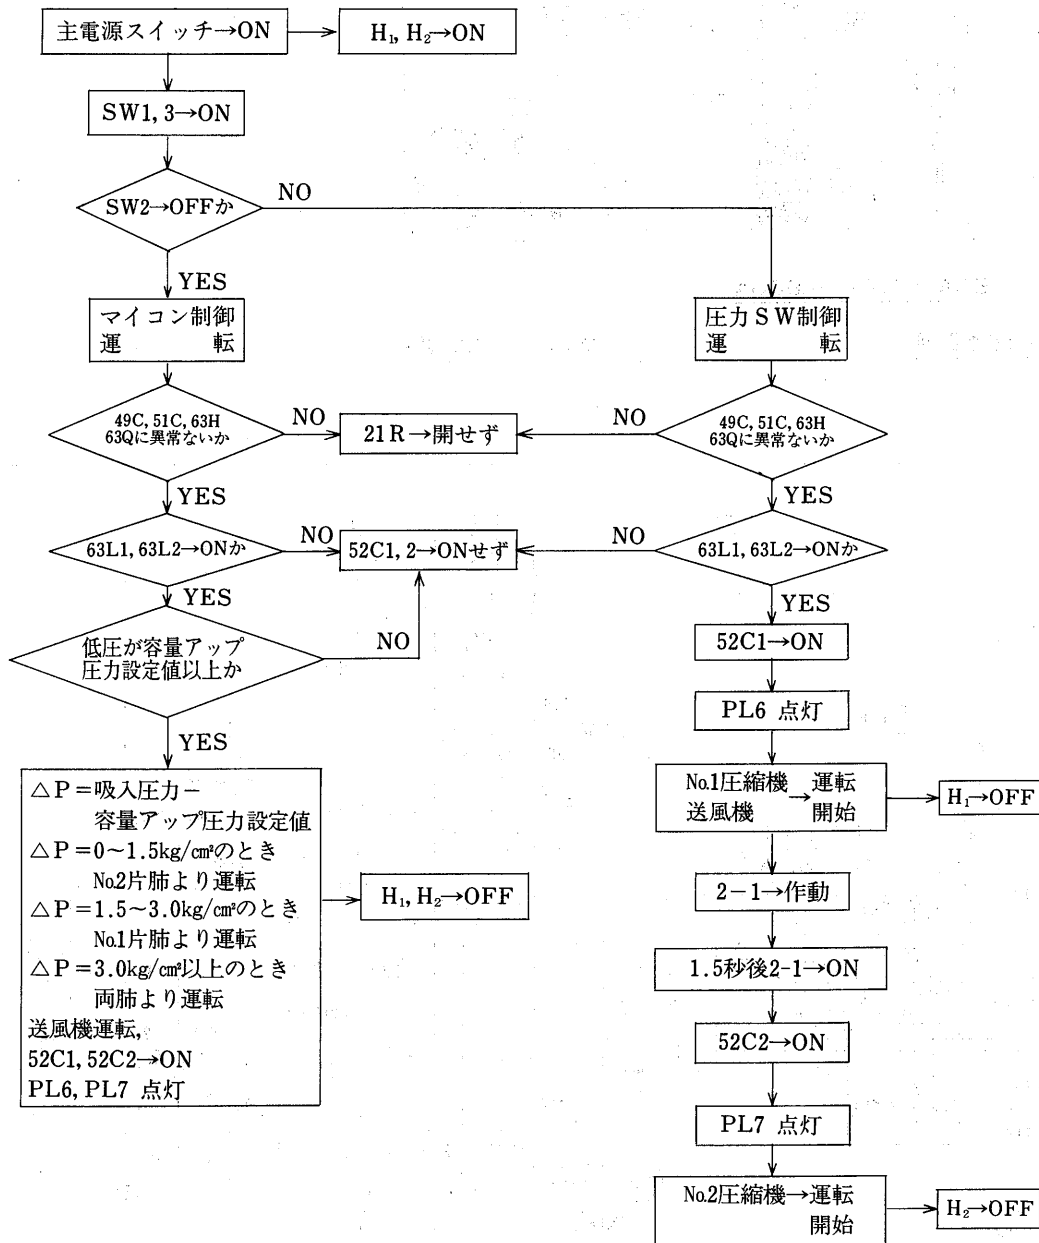 主電源スイッチ→ON
H₁, H₂→ON
SW1, 3→ON
SW2→OFFか
NO
YES
マイコン制御
運転
圧力SW制御
運転
49C, 51C, 63H
63Qに異常ないか
NO
21R→開せず
NO
49C, 51C, 63H
63Qに異常ないか
YES
YES
63L1, 63L2→ONか
NO
52C1, 2→ONせず
NO
63L1, 63L2→ONか
YES
YES
低圧が容量アップ
圧力設定値以上か
NO
52C1→ON
PL6 点灯
YES
△P=吸入圧力−
容量アップ圧力設定値
△P=0~1.5kg/c㎡のとき
No.2片肺より運転
△P=1.5~3.0kg/c㎡のとき
No.1片肺より運転
△P=3.0kg/c㎡以上のとき
両肺より運転
送風機運転,
52C1, 52C2→ON
PL6, PL7 点灯
H₁, H₂→OFF
No.1圧縮機→運転
送風機 開始
H₁→OFF
2−1→作動
1.5秒後2-1→ON
52C2→ON
PL7 点灯
No.2圧縮機→運転
開始
H₂→OFF